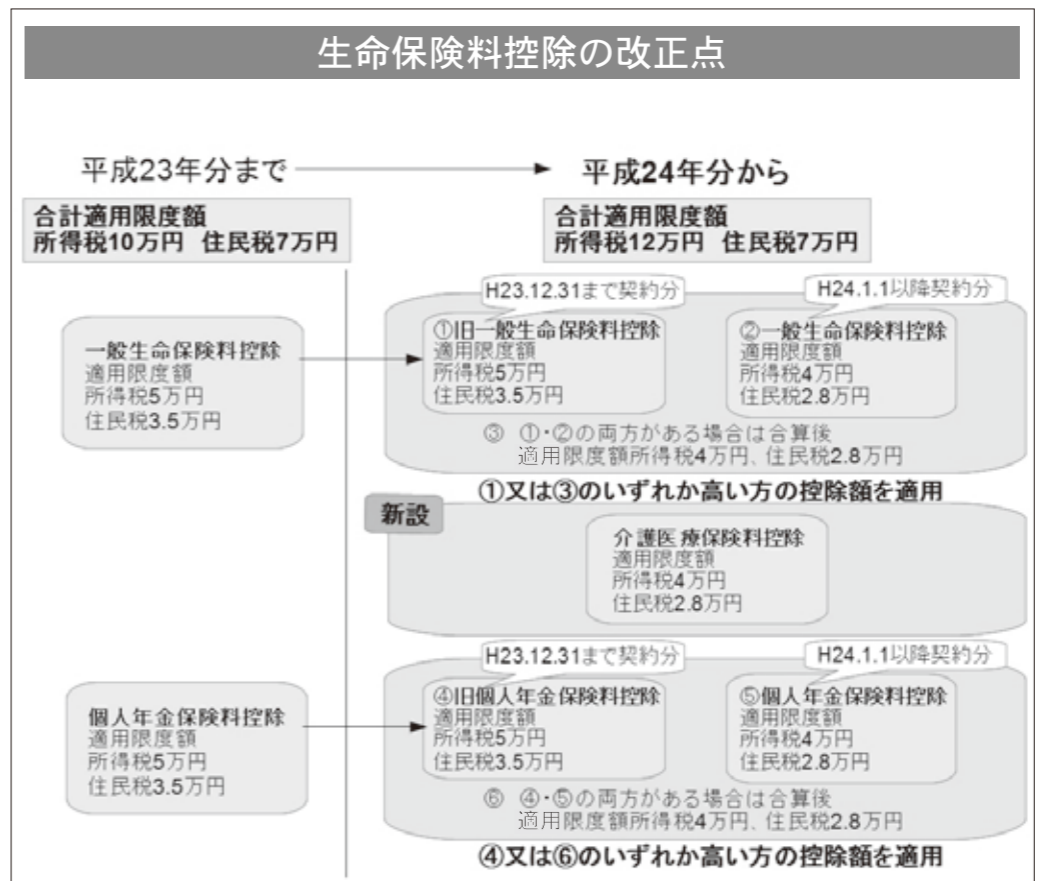 生命保険料控除の改正点
平成23年分まで
平成24年分から
合計適用限度額
所得税10万円 住民税7万円
合計適用限度額
所得税12万円 住民税7万円
一般生命保険料控除
適用限度額
所得税5万円
住民税3.5万円
H23.12.31まで契約分
①旧一般生命保険料控除
適用限度額
所得税5万円
住民税3.5万円
H24.1.1以降契約分
②一般生命保険料控除
適用限度額
所得税4万円
住民税2.8万円
③ ①・②の両方がある場合は合算後
適用限度額所得税4万円、住民税2.8万円
①又は③のいずれか高い方の控除額を適用
新設
介護医療保険料控除
適用限度額
所得税4万円
住民税2.8万円
個人年金保険料控除
適用限度額
所得税5万円
住民税3.5万円
H23.12.31まで契約分
④旧個人年金保険料控除
適用限度額
所得税5万円
住民税3.5万円
H24.1.1以降契約分
⑤個人年金保険料控除
適用限度額
所得税4万円
住民税2.8万円
⑥ ④・⑤の両方がある場合は合算後
適用限度額所得税4万円、住民税2.8万円
④又は⑥のいずれか高い方の控除額を適用